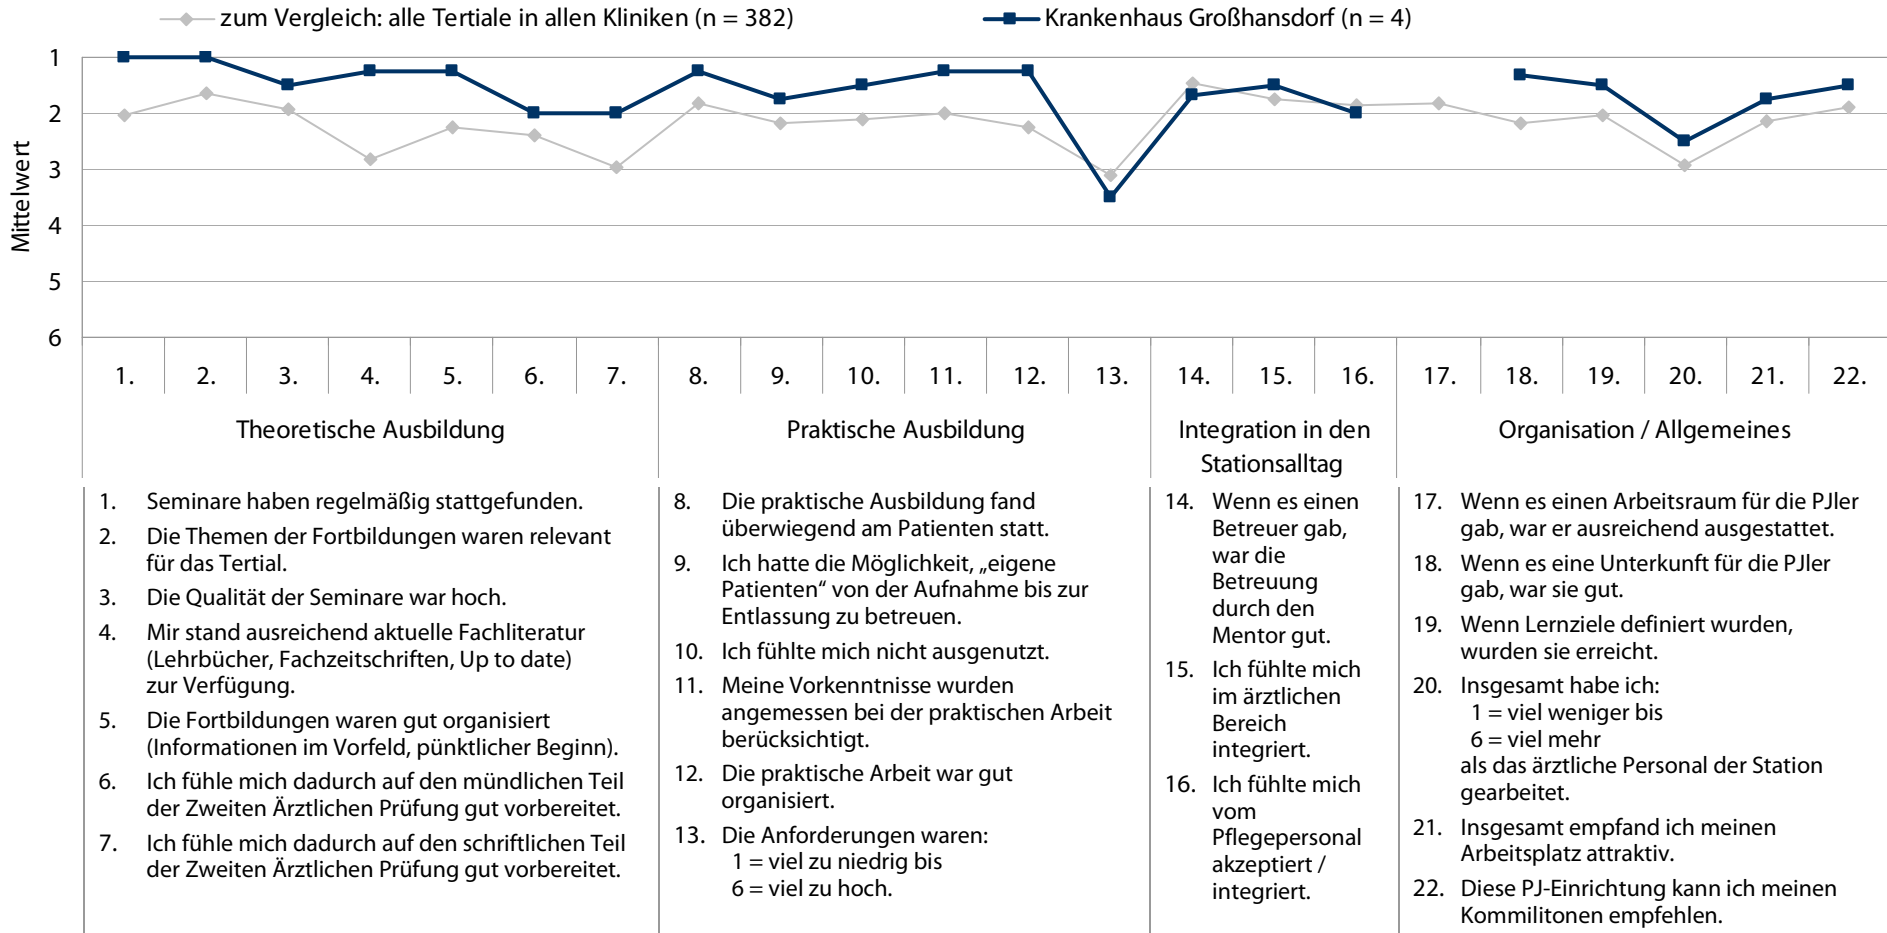 zum Vergleich: alle Tertiale in allen Kliniken (n = 382)
Krankenhaus Großhansdorf (n = 4)
Mittelwert
1
2
3
4
5
6
1. 2. 3. 4. 5. 6. 7. 8. 9. 10. 11. 12. 13. 14. 15. 16. 17. 18. 19. 20. 21. 22.
Theoretische Ausbildung
Praktische Ausbildung
Integration in den
Stationsalltag
Organisation / Allgemeines
1. Seminare haben regelmäßig stattgefunden.
2. Die Themen der Fortbildungen waren relevant
für das Tertial.
3. Die Qualität der Seminare war hoch.
4. Mir stand ausreichend aktuelle Fachliteratur
(Lehrbücher, Fachzeitschriften, Up to date)
zur Verfügung.
5. Die Fortbildungen waren gut organisiert
(Informationen im Vorfeld, pünktlicher Beginn).
6. Ich fühle mich dadurch auf den mündlichen Teil
der Zweiten Ärztlichen Prüfung gut vorbereitet.
7. Ich fühle mich dadurch auf den schriftlichen Teil
der Zweiten Ärztlichen Prüfung gut vorbereitet.
8. Die praktische Ausbildung fand
überwiegend am Patienten statt.
9. Ich hatte die Möglichkeit, „eigene
Patienten“ von der Aufnahme bis zur
Entlassung zu betreuen.
10. Ich fühlte mich nicht ausgenutzt.
11. Meine Vorkenntnisse wurden
angemessen bei der praktischen Arbeit
berücksichtigt.
12. Die praktische Arbeit war gut
organisiert.
13. Die Anforderungen waren:
1 = viel zu niedrig bis
6 = viel zu hoch.
14. Wenn es einen
Betreuer gab,
war die
Betreuung
durch den
Mentor gut.
15. Ich fühlte mich
im ärztlichen
Bereich
integriert.
16. Ich fühlte mich
vom
Pflegepersonal
akzeptiert /
integriert.
17. Wenn es einen Arbeitsraum für die PJler
gab, war er ausreichend ausgestattet.
18. Wenn es eine Unterkunft für die PJler
gab, war sie gut.
19. Wenn Lernziele definiert wurden,
wurden sie erreicht.
20. Insgesamt habe ich:
1 = viel weniger bis
6 = viel mehr
als das ärztliche Personal der Station
gearbeitet.
21. Insgesamt empfand ich meinen
Arbeitsplatz attraktiv.
22. Diese PJ-Einrichtung kann ich meinen
Kommilitonen empfehlen.